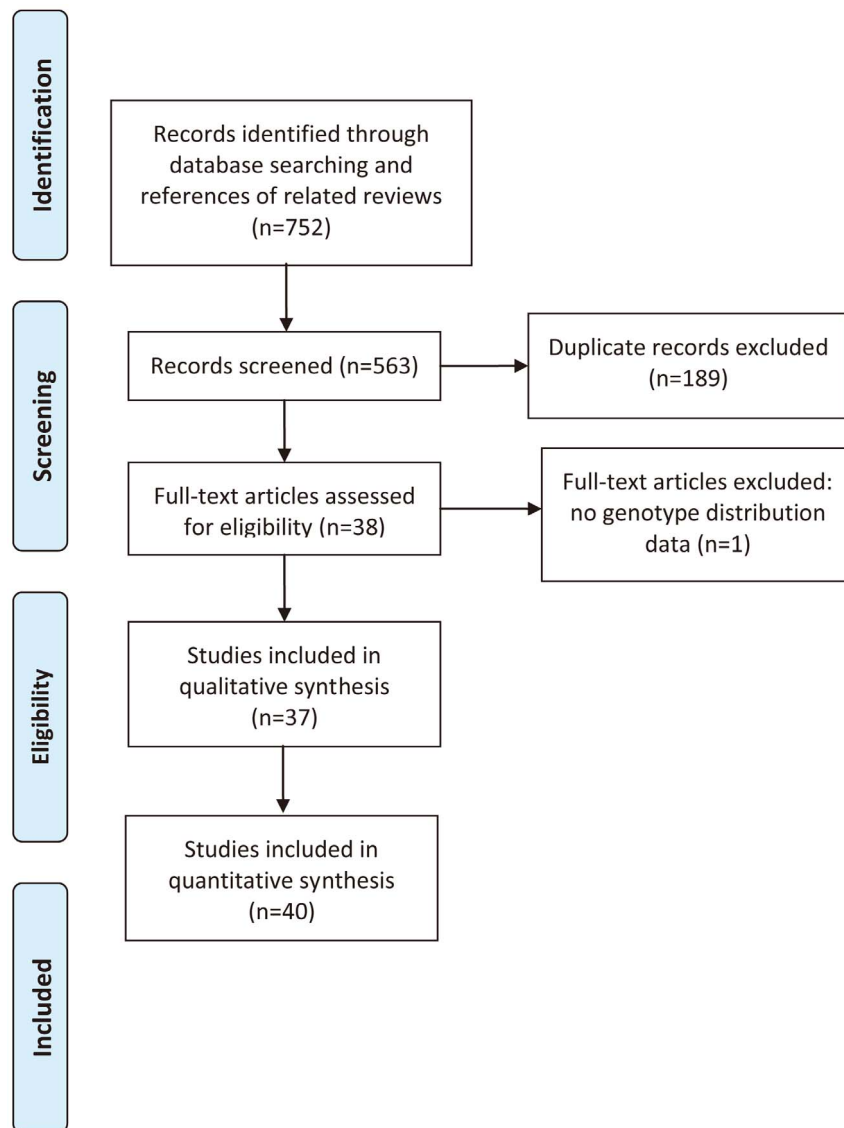 Identification
Records identified through
database searching and
references of related reviews
(n=752)
Screening
Records screened (n=563)
Duplicate records excluded
(n=189)
Full-text articles assessed
for eligibility (n=38)
Full-text articles excluded:
no genotype distribution
data (n=1)
Eligibility
Studies included in
qualitative synthesis
(n=37)
Studies included in
quantitative synthesis
(n=40)
Included